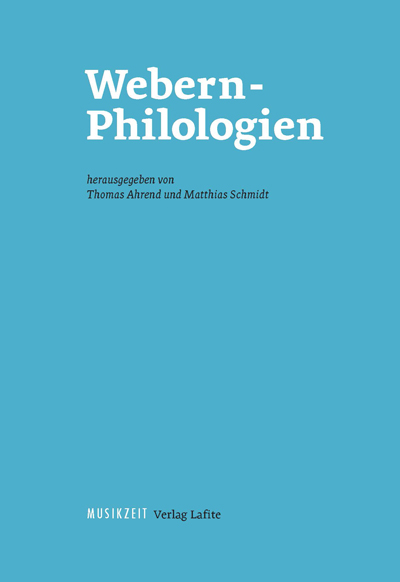 Webern-
Philologien
herausgegeben von
Thomas Ahrend und Matthias Schmidt
MUSIKZEIT Verlag Lafite